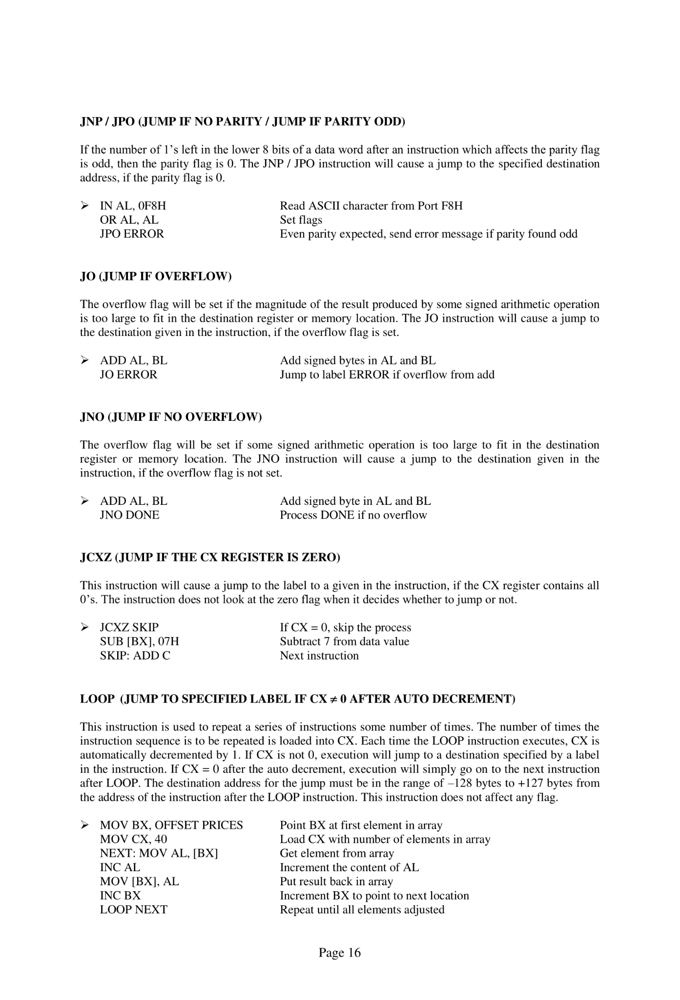 JNP / JPO (JUMP IF NO PARITY / JUMP IF PARITY ODD)
If the number of 1’s left in the lower 8 bits of a data word after an instruction which affects the parity flag
is odd, then the parity flag is 0. The JNP / JPO instruction will cause a jump to the specified destination
address, if the parity flag is 0.
➢ IN AL, 0F8H Read ASCII character from Port F8H
OR AL, AL Set flags
JPO ERROR Even parity expected, send error message if parity found odd
JO (JUMP IF OVERFLOW)
The overflow flag will be set if the magnitude of the result produced by some signed arithmetic operation
is too large to fit in the destination register or memory location. The JO instruction will cause a jump to
the destination given in the instruction, if the overflow flag is set.
➢ ADD AL, BL Add signed bytes in AL and BL
JO ERROR Jump to label ERROR if overflow from add
JNO (JUMP IF NO OVERFLOW)
The overflow flag will be set if some signed arithmetic operation is too large to fit in the destination
register or memory location. The JNO instruction will cause a jump to the destination given in the
instruction, if the overflow flag is not set.
➢ ADD AL, BL Add signed byte in AL and BL
JNO DONE Process DONE if no overflow
JCXZ (JUMP IF THE CX REGISTER IS ZERO)
This instruction will cause a jump to the label to a given in the instruction, if the CX register contains all
0’s. The instruction does not look at the zero flag when it decides whether to jump or not.
➢ JCXZ SKIP If CX = 0, skip the process
SUB [BX], 07H Subtract 7 from data value
SKIP: ADD C Next instruction
LOOP (JUMP TO SPECIFIED LABEL IF CX ≠ 0 AFTER AUTO DECREMENT)
This instruction is used to repeat a series of instructions some number of times. The number of times the
instruction sequence is to be repeated is loaded into CX. Each time the LOOP instruction executes, CX is
automatically decremented by 1. If CX is not 0, execution will jump to a destination specified by a label
in the instruction. If CX = 0 after the auto decrement, execution will simply go on to the next instruction
after LOOP. The destination address for the jump must be in the range of –128 bytes to +127 bytes from
the address of the instruction after the LOOP instruction. This instruction does not affect any flag.
➢ MOV BX, OFFSET PRICES Point BX at first element in array
MOV CX, 40 Load CX with number of elements in array
NEXT: MOV AL, [BX] Get element from array
INC AL Increment the content of AL
MOV [BX], AL Put result back in array
INC BX Increment BX to point to next location
LOOP NEXT Repeat until all elements adjusted
Page 16